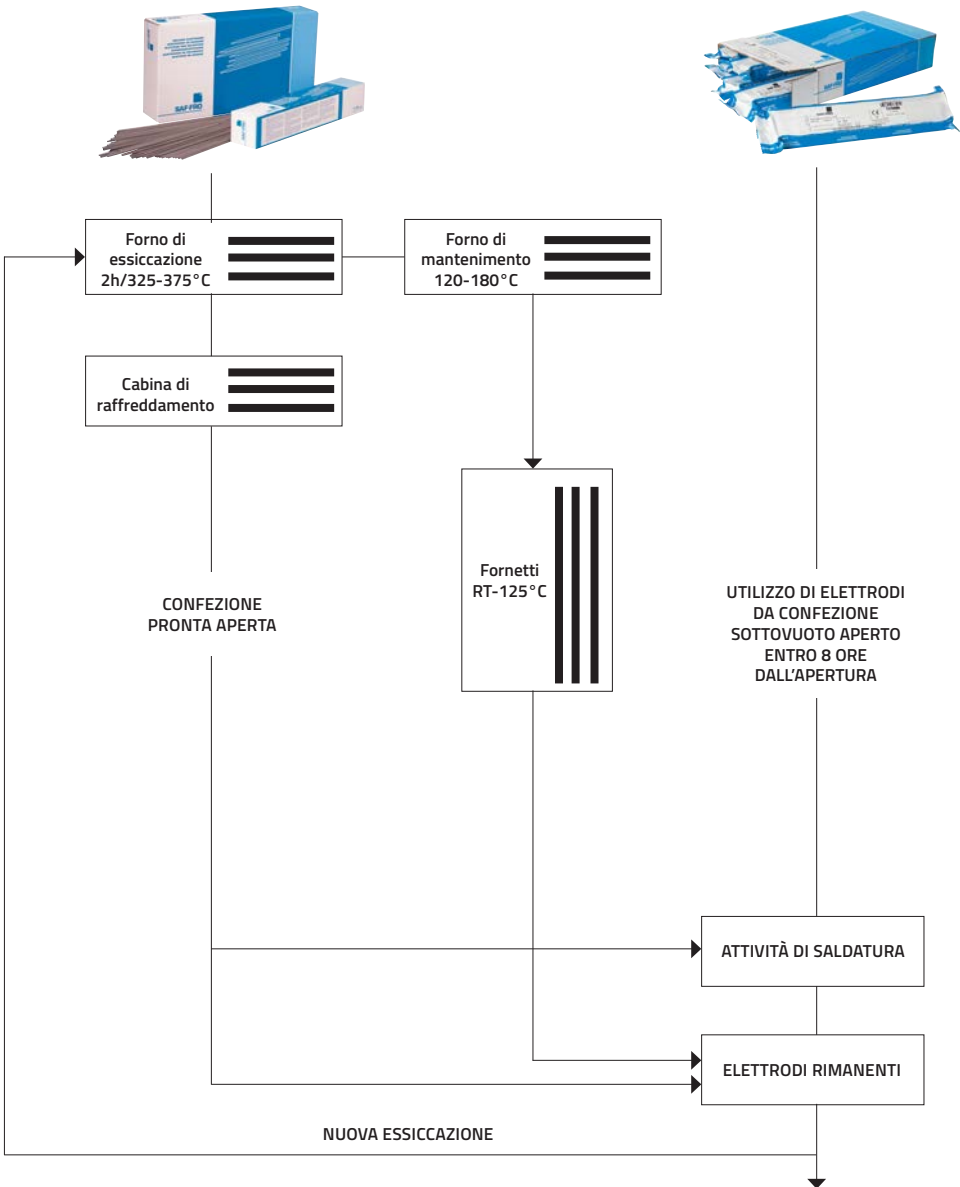 SAF-FRO
Forno di
essiccazione
2h/325-375°C
Forno di
mantenimento
120-180°C
Cabina di
raffreddamento
Fornetti
RT-125°C
CONFEZIONE
PRONTA APERTA
UTILIZZO DI ELETTRODI
DA CONFEZIONE
SOTTOVUOTO APERTO
ENTRO 8 ORE
DALL'APERTURA
ATTIVITÀ DI SALDATURA
ELETTRODI RIMANENTI
NUOVA ESSICCAZIONE